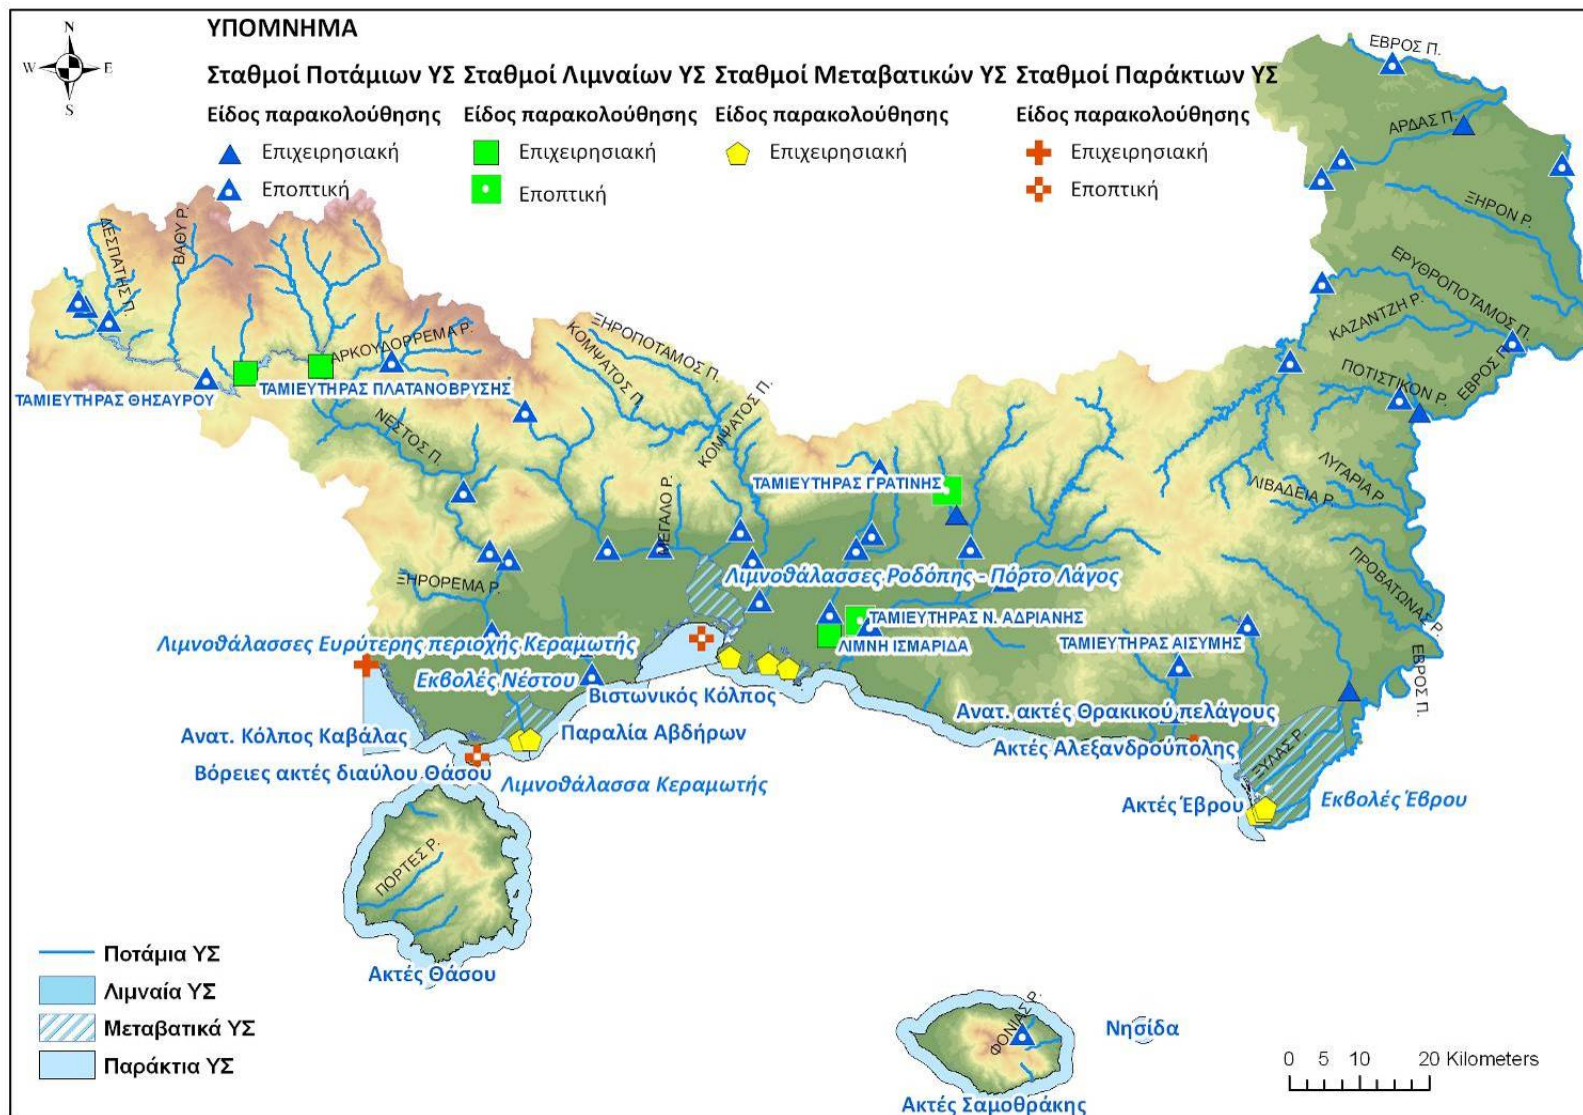 N
W E
S
ΥΠΟΜΝΗΜΑ
Σταθμοί Ποτάμιων ΥΣ
Είδος παρακολούθησης
Επιχειρησιακή
Εποπτική
Σταθμοί Λιμναίων ΥΣ
Είδος παρακολούθησης
Επιχειρησιακή
Εποπτική
Σταθμοί Μεταβατικών ΥΣ
Είδος παρακολούθησης
Επιχειρησιακή
Σταθμοί Παράκτιων ΥΣ
Είδος παρακολούθησης
Επιχειρησιακή
Εποπτική
ΕΒΡΟΣ Π.
ΑΡΔΑΣ Π.
ΞΗΡΟΝ Ρ.
ΕΡΥΘΡΟΠΟΤΑΜΟΣ Π.
ΚΑΖΑΝΤΖΗ Ρ.
ΠΟΤΙΣΤΙΚΟΝ Ρ.
ΕΒΡΟΣ Π.
ΔΕΣΠΑΤΗΣ Π.
ΒΑΘΥ Ρ.
ΑΡΚΟΥΔΟΡΡΕΜΑ Ρ.
ΤΑΜΙΕΥΤΗΡΑΣ ΘΗΣΑΥΡΟΥ
ΤΑΜΙΕΥΤΗΡΑΣ ΠΛΑΤΑΝΟΒΡΥΣΗΣ
ΞΗΡΟΠΟΤΑΜΟΣ Π.
ΚΟΜΨΑΤΟΣ Π.
ΚΟΜΨΑΤΟΣ Π.
ΝΕΣΤΟΣ Π.
ΜΕΓΑΛΟ Ρ.
ΤΑΜΙΕΥΤΗΡΑΣ ΓΡΑΤΙΝΗΣ
ΛΥΓΑΡΙΑ Ρ.
ΛΙΒΑΔΕΙΑ Ρ.
ΠΡΟΒΑΤΩΝΑΣ Ρ.
ΞΗΡΟΡΕΜΑ Ρ.
Λιμνοθάλασσες Ροδόπης - Πόρτο Λάγος
ΤΑΜΙΕΥΤΗΡΑΣ Ν. ΑΔΡΙΑΝΗΣ
ΛΙΜΝΗ ΙΣΜΑΡΙΔΑ
ΤΑΜΙΕΥΤΗΡΑΣ ΑΙΣΥΜΗΣ
ΕΒΡΟΣ Π.
Λιμνοθάλασσες Ευρύτερης περιοχής Κεραμωτής
Εκβολές Νέστου
Βιστωνικός Κόλπος
Ανατ. ακτές Θρακικού πελάγους
Ανατ. Κόλπος Καβάλας
Παραλία Αβδήρων
Ακτές Αλεξανδρούπολης
ΞΥΛΑΣ Ρ.
Βόρειες ακτές διαύλου Θάσου
Λιμνοθάλασσα Κεραμωτής
Ακτές Έβρου
Εκβολές Έβρου
ΠΟΡΤΕΣ Ρ.
Ακτές Θάσου
ΦΟΝΙΑΣ Ρ.
Νησίδα
Ακτές Σαμοθράκης
Ποτάμια ΥΣ
Λιμναία ΥΣ
Μεταβατικά ΥΣ
Παράκτια ΥΣ
0 5 10 20 Kilometers